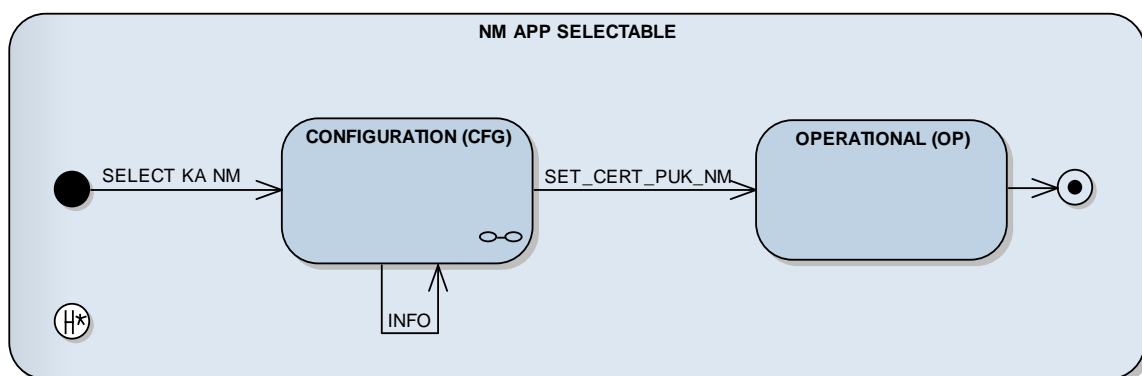 NM APP SELECTABLE
CONFIGURATION (CFG)
OPERATIONAL (OP)
SELECT KA NM
SET_CERT_PUK_NM
INFO
H*